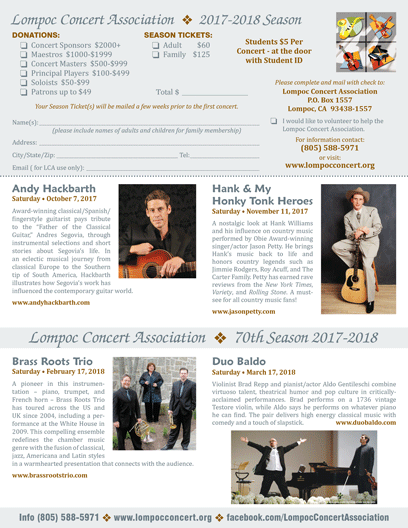 Lompoc Concert Association ❖ 2017-2018 Season
DONATIONS:
❑ Concert Sponsors $2000+
❑ Maestros $1000-$1999
❑ Concert Masters $500-$999
❑ Principal Players $100-$499
❑ Soloists $50-$99
❑ Patrons up to $49
SEASON TICKETS:
❑ Adult $60
❑ Family $125
Total $
Students $5 Per
Concert - at the door
with Student ID
Your Season Ticket(s) will be mailed a few weeks prior to the first concert.
Name(s):
(please include names of adults and children for family membership)
Address:
City/State/Zip: Tel:
Email ( for LCA use only):
Please complete and mail with check to:
Lompoc Concert Association
P.O. Box 1557
Lompoc, CA 93438-1557
❑ I would like to volunteer to help the
Lompoc Concert Association.
For information contact:
(805) 588-5971
or visit:
www.lompocconcert.org
Andy Hackbarth
Saturday • October 7, 2017
Award-winning classical/Spanish/
fingerstyle guitarist pays tribute
to the "Father of the Classical
Guitar," Andres Segovia, through
instrumental selections and short
stories about Segovia's life. In
an eclectic musical journey from
classical Europe to the Southern
tip of South America, Hackbarth
illustrates how Segovia's work has
influenced the contemporary guitar world.
www.andyhackbarth.com
Hank & My
Honky Tonk Heroes
Saturday • November 11, 2017
A nostalgic look at Hank Williams
and his influence on country music
performed by Obie Award-winning
singer/actor Jason Petty. He brings
Hank's music back to life and
honors country legends such as
Jimmie Rodgers, Roy Acuff, and The
Carter Family. Petty has earned rave
reviews from the New York Times,
Variety, and Rolling Stone. A must-
see for all country music fans!
www.jasonpetty.com
Lompoc Concert Association ❖ 70th Season 2017-2018
Brass Roots Trio
Saturday • February 17, 2018
A pioneer in this instrumen-
tation – piano, trumpet, and
French horn – Brass Roots Trio
has toured across the US and
UK since 2004, including a per-
formance at the White House in
2009. This compelling ensemble
redefines the chamber music
genre with the fusion of classical,
jazz, Americana and Latin styles
in a warmhearted presentation that connects with the audience.
www.brassrootstrio.com
Duo Baldo
Saturday • March 17, 2018
Violinist Brad Repp and pianist/actor Aldo Gentileschi combine
virtuoso talent, theatrical humor and pop culture in critically-
acclaimed performances. Brad performs on a 1736 vintage
Testore violin, while Aldo says he performs on whatever piano
he can find. The pair delivers high energy classical music with
comedy and a touch of slapstick. www.duobaldo.com
Info (805) 588-5971 ❖ www.lompocconcert.org ❖ facebook.com/LompocConcertAssociation